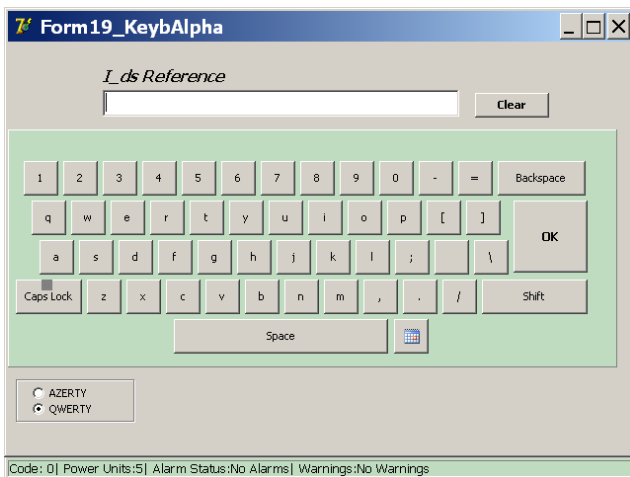 Form19_KeybAlpha
I_ds Reference
Clear
1 2 3 4 5 6 7 8 9 0 - = Backspace
q w e r t y u i o p [ ] OK
a s d f g h j k l ; \
Caps Lock z x c v b n m , . / Shift
Space
AZERTY
QWERTY
Code: 0| Power Units:5| Alarm Status:No Alarms| Warnings:No Warnings